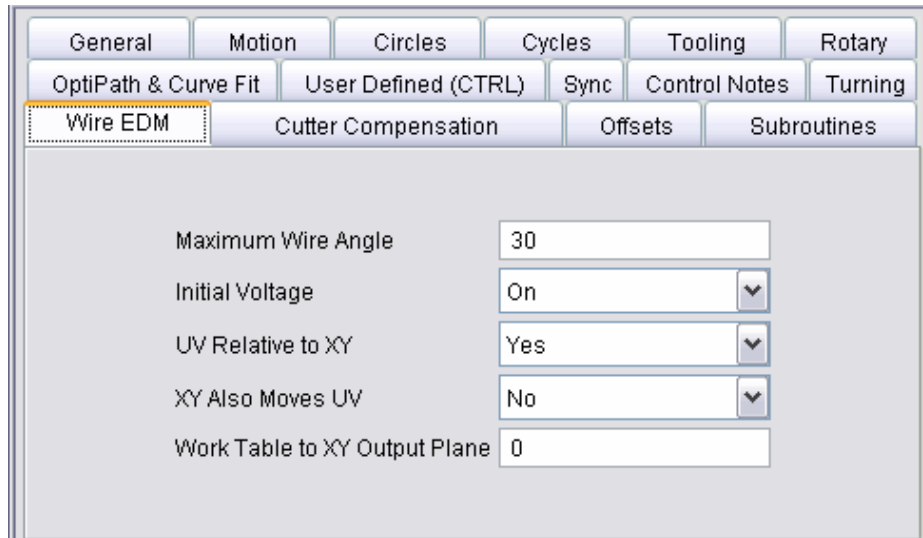 General Motion Circles Cycles Tooling Rotary
OptiPath & Curve Fit User Defined (CTRL) Sync Control Notes Turning
Wire EDM Cutter Compensation Offsets Subroutines
Maximum Wire Angle 30
Initial Voltage On
UV Relative to XY Yes
XY Also Moves UV No
Work Table to XY Output Plane 0